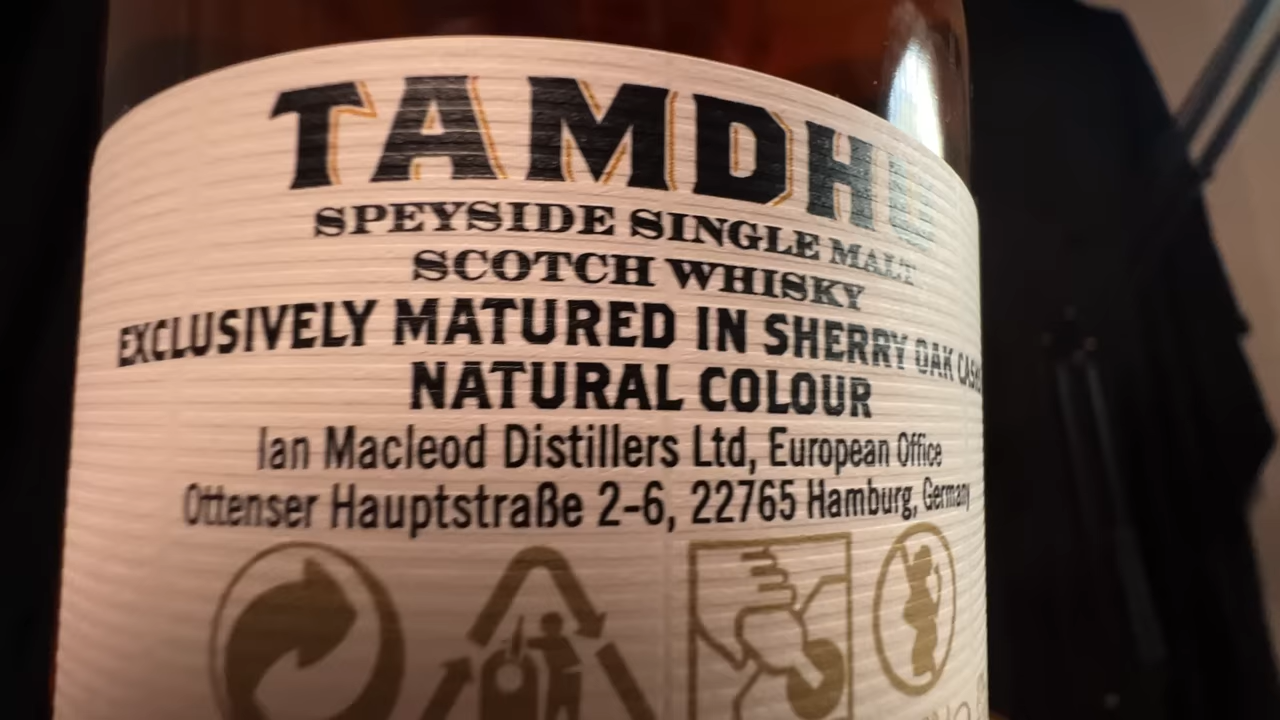 TAMDHU
SPEYSIDE SINGLE MALT
SCOTCH WHISKY
EXCLUSIVELY MATURED IN SHERRY OAK CASKS
NATURAL COLOUR
Ian Macleod Distillers Ltd, European Office
Ottenser Hauptstraße 2-6, 22765 Hamburg, Germany